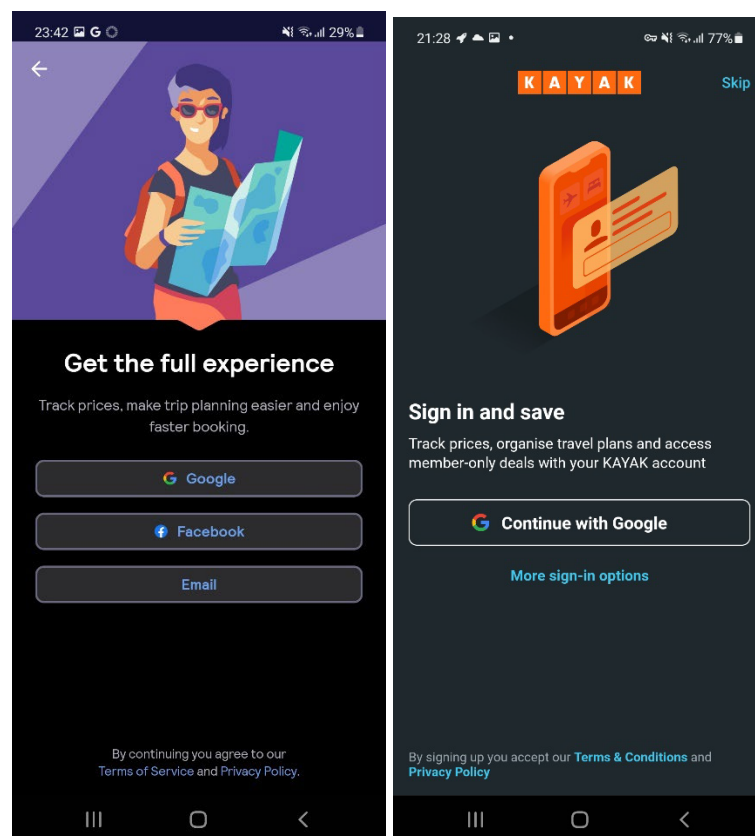 23:42 G 29%
Get the full experience
Track prices, make trip planning easier and enjoy
faster booking.
Google
Facebook
Email
By continuing you agree to our
Terms of Service and Privacy Policy.
21:28 77%
KAYAK Skip
Sign in and save
Track prices, organise travel plans and access
member-only deals with your KAYAK account
Continue with Google
More sign-in options
By signing up you accept our Terms & Conditions and
Privacy Policy